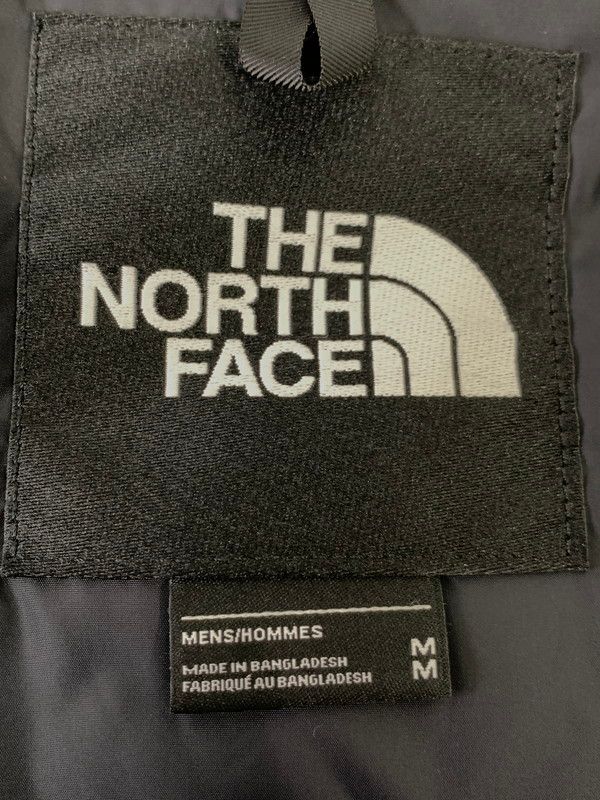 THE
NORTH
FACE
MENS/HOMMES
M
MADE IN BANGLADESH
M
FABRIQUÉ AU BANGLADESH